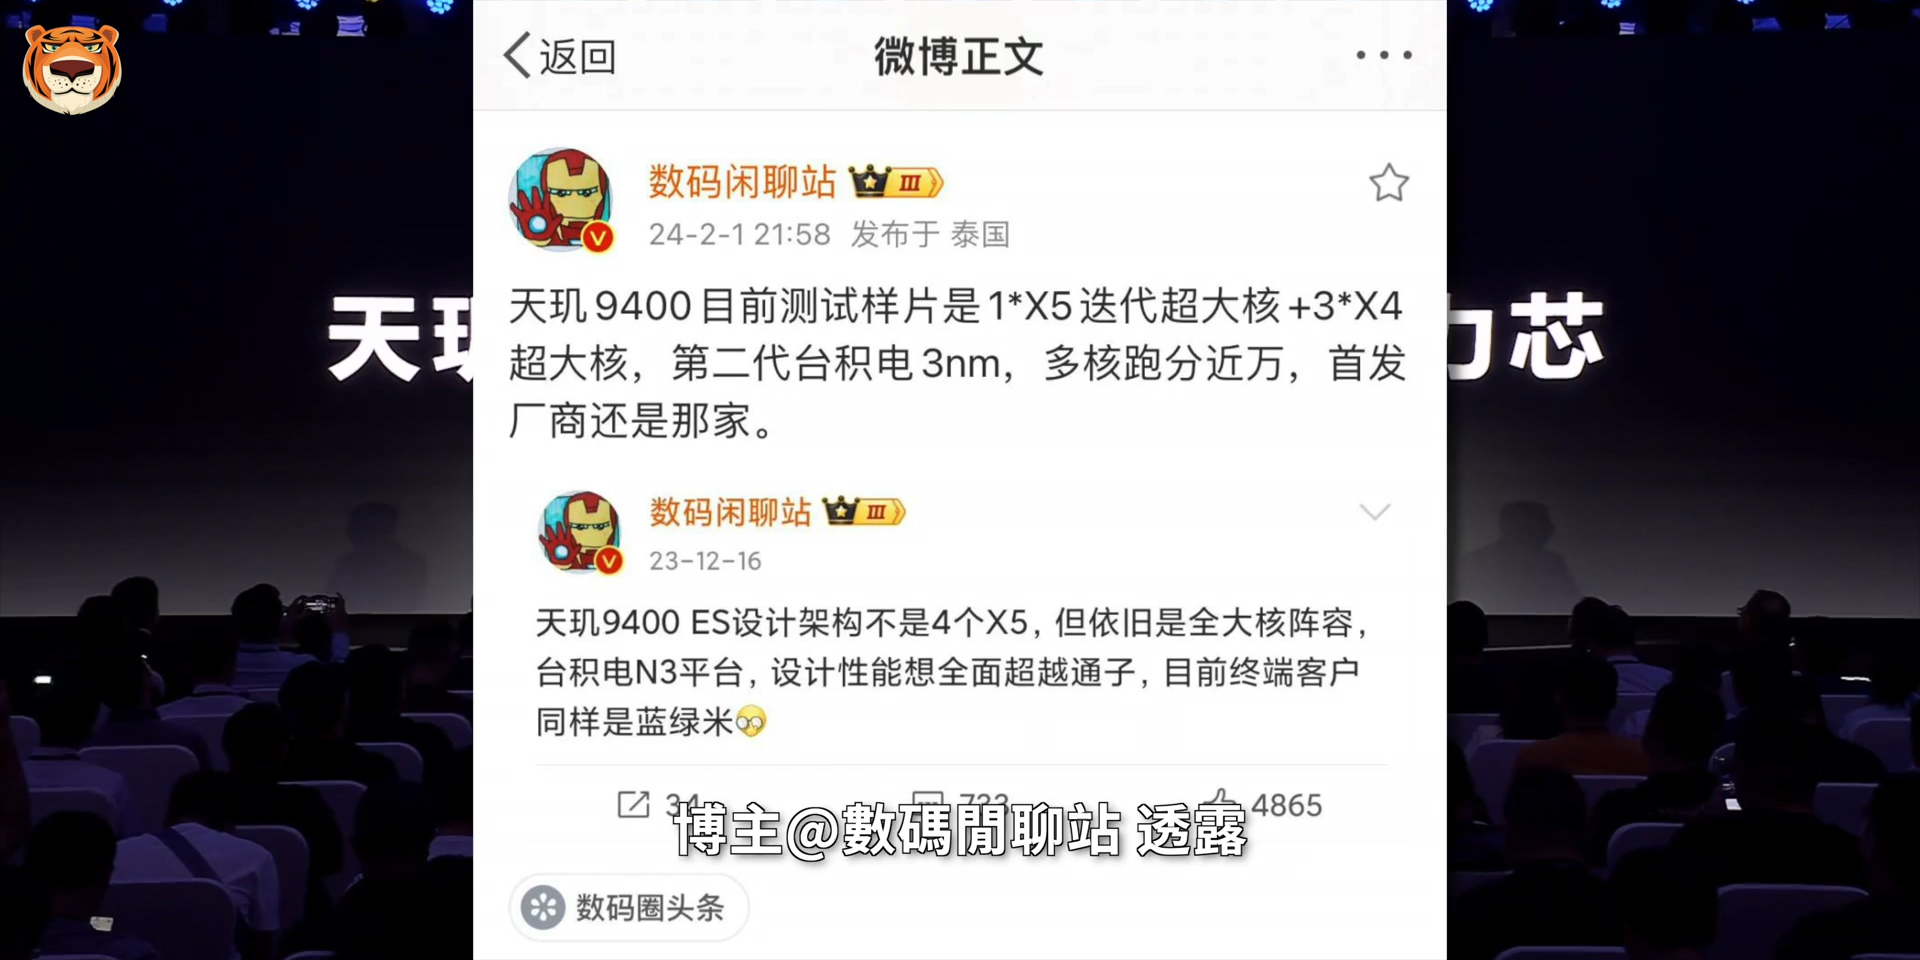 返回
微博正文
数码闲聊站
III
24-2-1 21:58 发布于 泰国
天玑9400目前测试样片是1*X5迭代超大核+3*X4
超大核，第二代台积电3nm，多核跑分近万，首发
厂商还是那家。
数码闲聊站
III
23-12-16
天玑9400 ES设计架构不是4个X5，但依旧是全大核阵容，
台积电N3平台，设计性能想全面超越通子，目前终端客户
同样是蓝绿米
34
733
4865
博主@數碼閒聊站 透露
数码圈头条
天玑
力芯